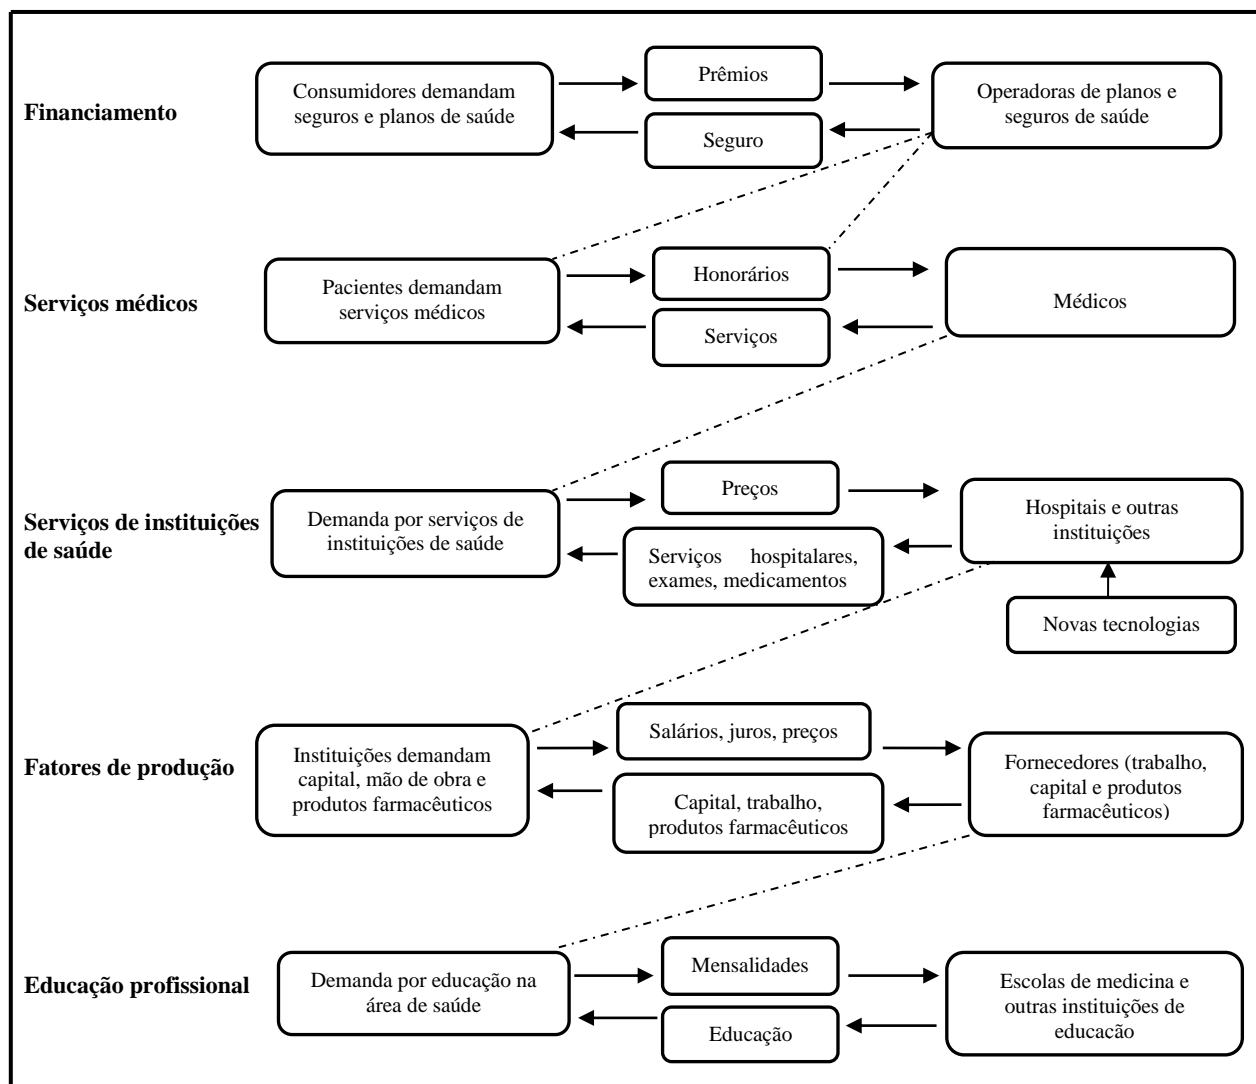 Financiamento
Consumidores demandam
seguros e planos de saúde
Prêmios
Seguro
Operadoras de planos e
seguros de saúde
Serviços médicos
Pacientes demandam
serviços médicos
Honorários
Serviços
Médicos
Serviços de instituições
de saúde
Demanda por serviços de
instituições de saúde
Preços
Serviços hospitalares,
exames, medicamentos
Hospitais e outras
instituições
Novas tecnologias
Fatores de produção
Instituições demandam
capital, mão de obra e
produtos farmacêuticos
Salários, juros, preços
Capital, trabalho,
produtos farmacêuticos
Fornecedores (trabalho,
capital e produtos
farmacêuticos)
Educação profissional
Demanda por educação na
área de saúde
Mensalidades
Educação
Escolas de medicina e
outras instituições de
educacão